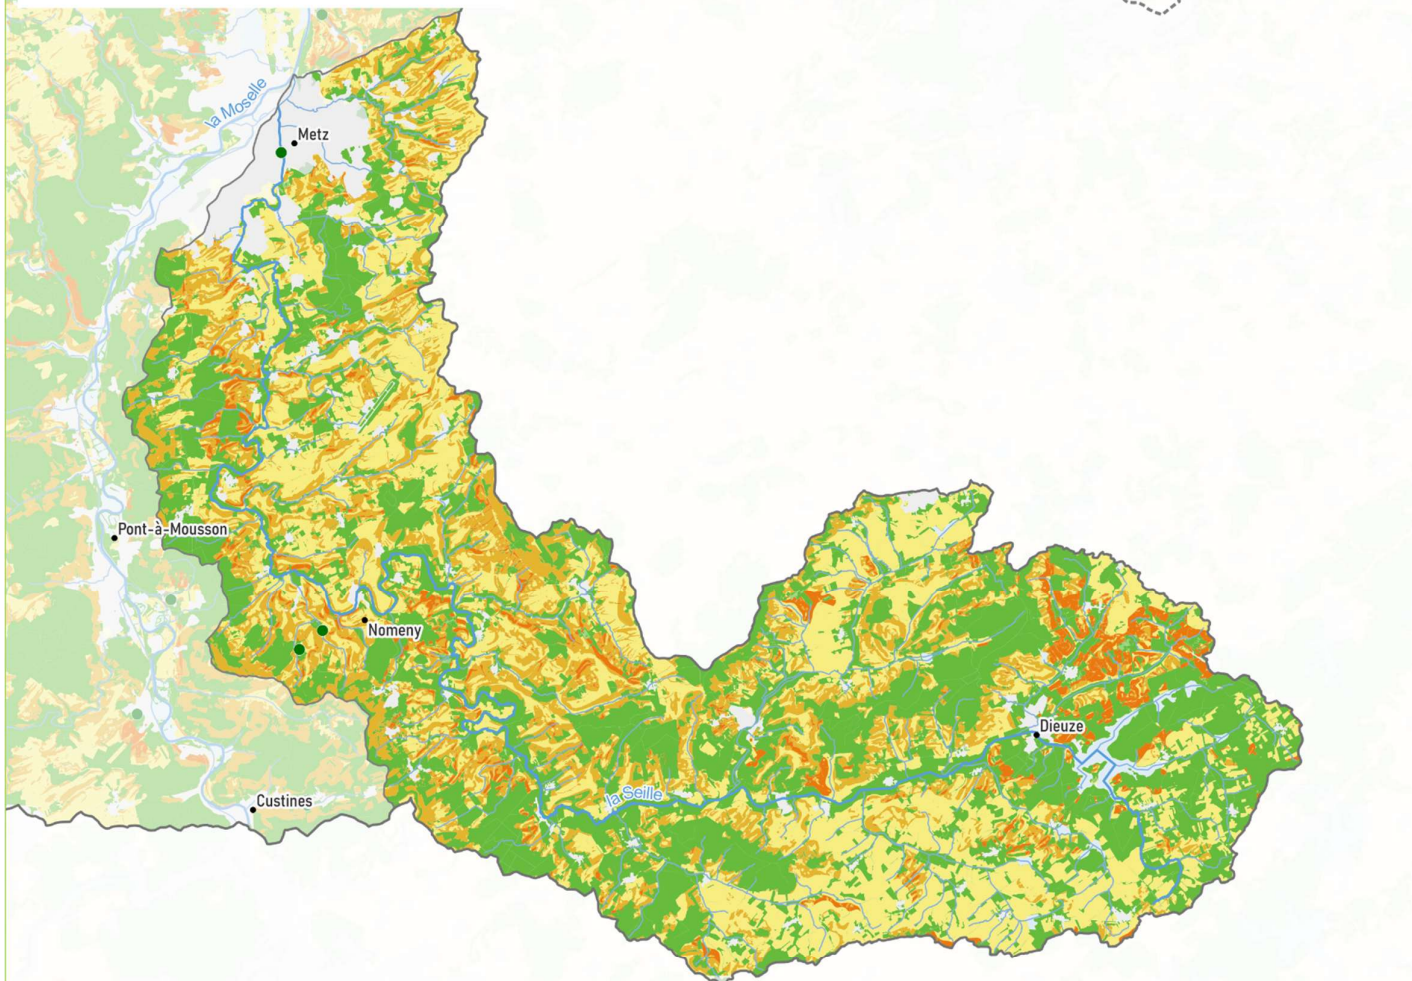 la Moselle
Metz
Pont-à-Mousson
Nomeny
Dieuze
la Seille
Custines